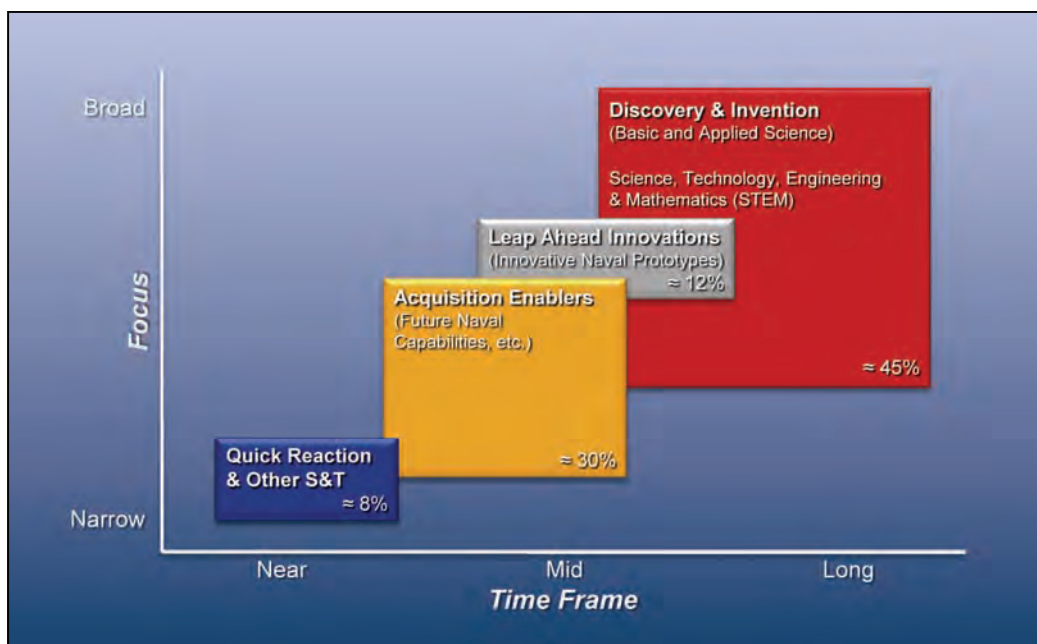 Broad
Focus
Narrow
Discovery & Invention
(Basic and Applied Science)
Science, Technology, Engineering
& Mathematics (STEM)
≈ 45%
Leap Ahead Innovations
(Innovative Naval Prototypes)
≈ 12%
Acquisition Enablers
(Future Naval
Capabilities, etc.)
≈ 30%
Quick Reaction
& Other S&T
≈ 8%
Near
Mid
Long
Time Frame